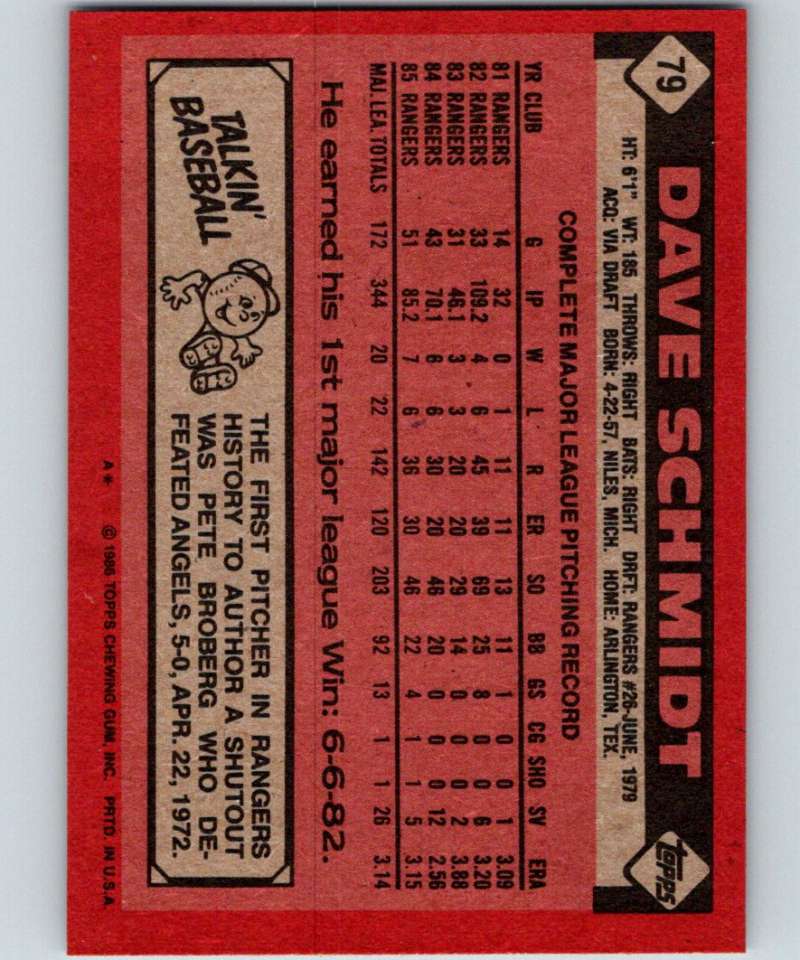 79
DAVE SCHMIDT
topps
HT: 6'1" WT: 185 THROWS: RIGHT BATS: RIGHT DRFT: RANGERS #26-JUNE, 1979
ACQ: VIA DRAFT BORN: 4-22-57, NILES, MICH. HOME: ARLINGTON, TEX.
COMPLETE MAJOR LEAGUE PITCHING RECORD
YR CLUB G IP W L R ER SO BB GS CG SHO SV ERA
81 RANGERS 14 32 0 1 11 11 13 11 1 0 0 1 3.09
82 RANGERS 33 109.2 4 6 45 39 69 25 8 0 0 6 3.20
83 RANGERS 31 46.1 3 3 20 20 29 14 0 0 0 2 3.88
84 RANGERS 43 70.1 6 6 30 20 46 20 0 0 0 12 2.56
85 RANGERS 51 85.2 7 6 36 30 46 22 4 1 1 5 3.15
MAJ. LEA. TOTALS 172 344 20 22 142 120 203 92 13 1 1 26 3.14
He earned his 1st major league Win: 6-6-82.
TALKIN'
BASEBALL
THE FIRST PITCHER IN RANGERS
HISTORY TO AUTHOR A SHUTOUT
WAS PETE BROBERG WHO DE-
FEATED ANGELS, 5-0, APR. 22, 1972.
A* © 1986 TOPPS CHEWING GUM, INC. PRTD. IN U.S.A.